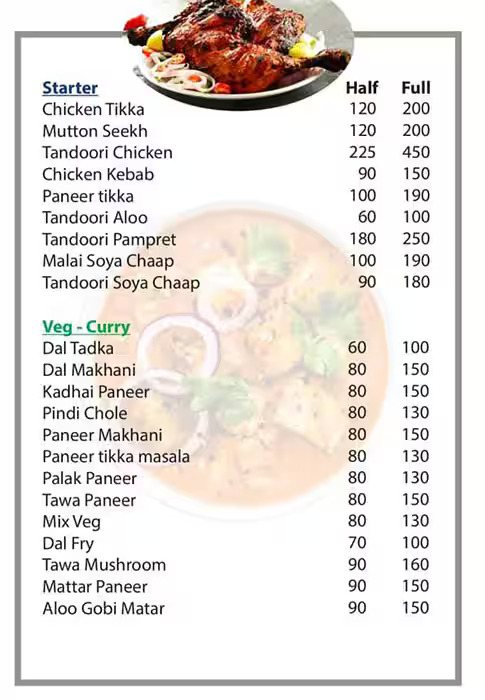 Starter Half Full
Chicken Tikka 120 200
Mutton Seekh 120 200
Tandoori Chicken 225 450
Chicken Kebab 90 150
Paneer tikka 100 190
Tandoori Aloo 60 100
Tandoori Pampret 180 250
Malai Soya Chaap 100 190
Tandoori Soya Chaap 90 180
Veg - Curry
Dal Tadka 60 100
Dal Makhani 80 150
Kadhai Paneer 80 150
Pindi Chole 80 130
Paneer Makhani 80 150
Paneer tikka masala 80 130
Palak Paneer 80 130
Tawa Paneer 80 150
Mix Veg 80 130
Dal Fry 70 100
Tawa Mushroom 90 160
Mattar Paneer 90 150
Aloo Gobi Matar 90 150